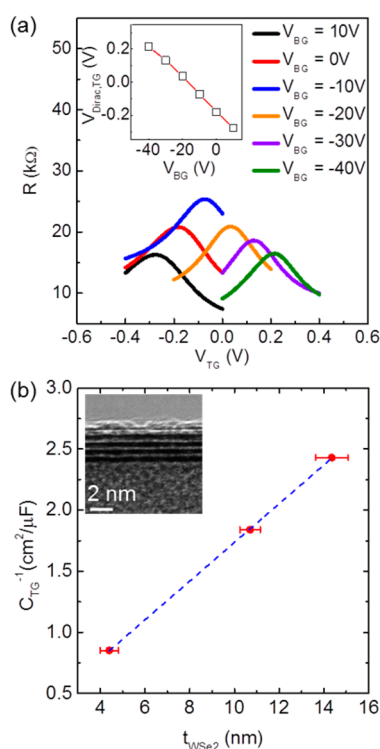 (a)
V_Dirac,TG (V)
0.2
0.0
-0.2
-40 -20 0
V_BG (V)
V_BG = 10V
V_BG = 0V
V_BG = -10V
V_BG = -20V
V_BG = -30V
V_BG = -40V
R (kΩ)
50
40
30
20
10
-0.6 -0.4 -0.2 0.0 0.2 0.4 0.6
V_TG (V)
(b)
2 nm
C_TG^-1 (cm²/μF)
3.0
2.5
2.0
1.5
1.0
0.5
4 6 8 10 12 14 16
t_WSe2 (nm)